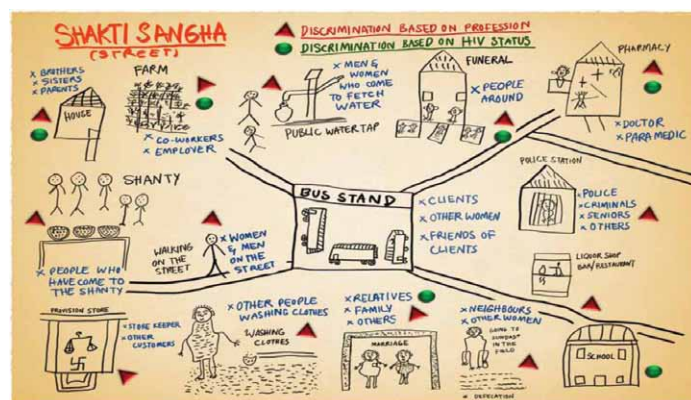 SHAKTI SANGHA
(STREET)
DISCRIMINATION BASED ON PROFESSION
DISCRIMINATION BASED ON HIV STATUS
x BROTHERS
x SISTERS
x PARENTS
HOUSE
FARM
x CO-WORKERS
x EMPLOYER
x MEN &
WOMEN
WHO COME
TO FETCH
WATER
PUBLIC WATER TAP
FUNERAL
x PEOPLE
AROUND
PHARMACY
x DOCTOR
x PARAMEDIC
SHANTY
x PEOPLE WHO
HAVE COME TO
THE SHANTY
WALKING
ON THE
STREET
x WOMEN
& MEN
ON THE
STREET
BUS STAND
x CLIENTS
x OTHER WOMEN
x FRIENDS OF
CLIENTS
POLICE STATION
x POLICE
x CRIMINALS
x SENIORS
x OTHERS
LIQUOR SHOP
BAR/RESTAURANT
PROVISION STORE
x STORE KEEPER
x OTHER
CUSTOMERS
x OTHER PEOPLE
WASHING CLOTHES
WASHING
CLOTHES
x RELATIVES
x FAMILY
x OTHERS
MARRIAGE
x NEIGHBOURS
x OTHER WOMEN
GOING TO
IN THE
FIELD
DEFECATION
SCHOOL